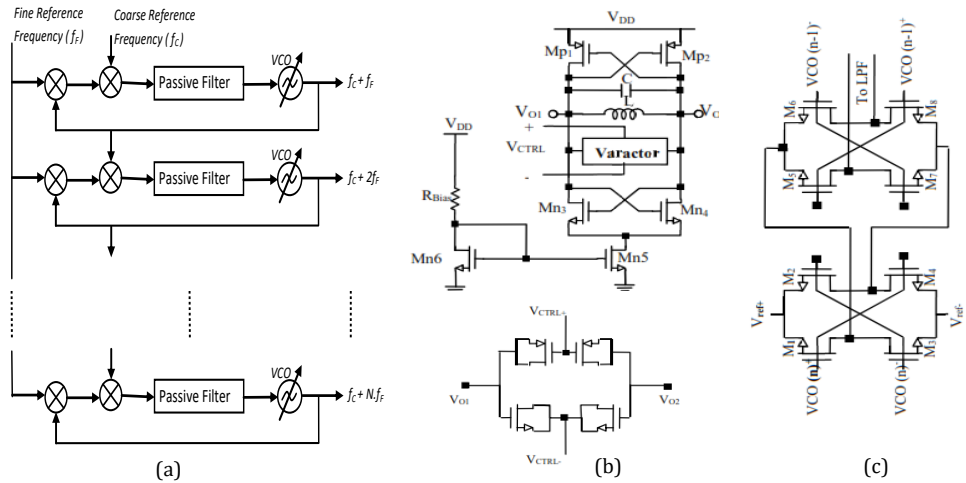 Fine Reference
Frequency (fF)
Coarse Reference
Frequency (fC)
Passive Filter
VCO
fC + fF
Passive Filter
VCO
fC + 2fF
Passive Filter
VCO
fC + N.fF
(a)
VDD
Mp1
Mp2
C
L
VO1
VO
+
VCTRL
-
Varactor
VDD
RBias
Mn3
Mn4
Mn6
Mn5
VCTRL+
VO1
VO2
VCTRL-
(b)
VCO (n-1)-
To LPF
VCO (n-1)+
M6
M8
M5
M7
M2
M4
Vref+
Vref-
M1
M3
VCO (n)+
VCO (n)-
(c)